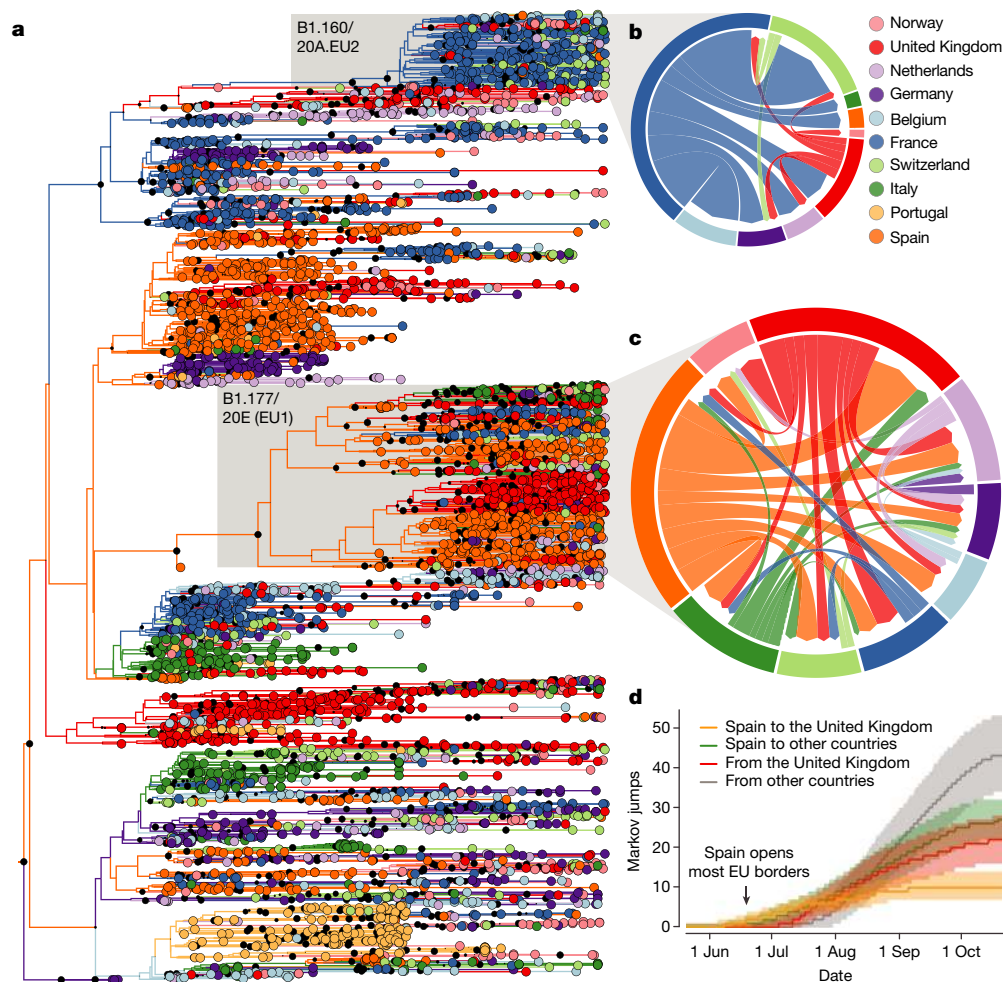 a
B1.160/
20A.EU2
B1.177/
20E (EU1)
b
Norway
United Kingdom
Netherlands
Germany
Belgium
France
Switzerland
Italy
Portugal
Spain
c
d
Spain to the United Kingdom
Spain to other countries
From the United Kingdom
From other countries
Spain opens
most EU borders
Markov jumps
50
40
30
20
10
0
1 Jun
1 Jul
1 Aug
1 Sep
1 Oct
Date